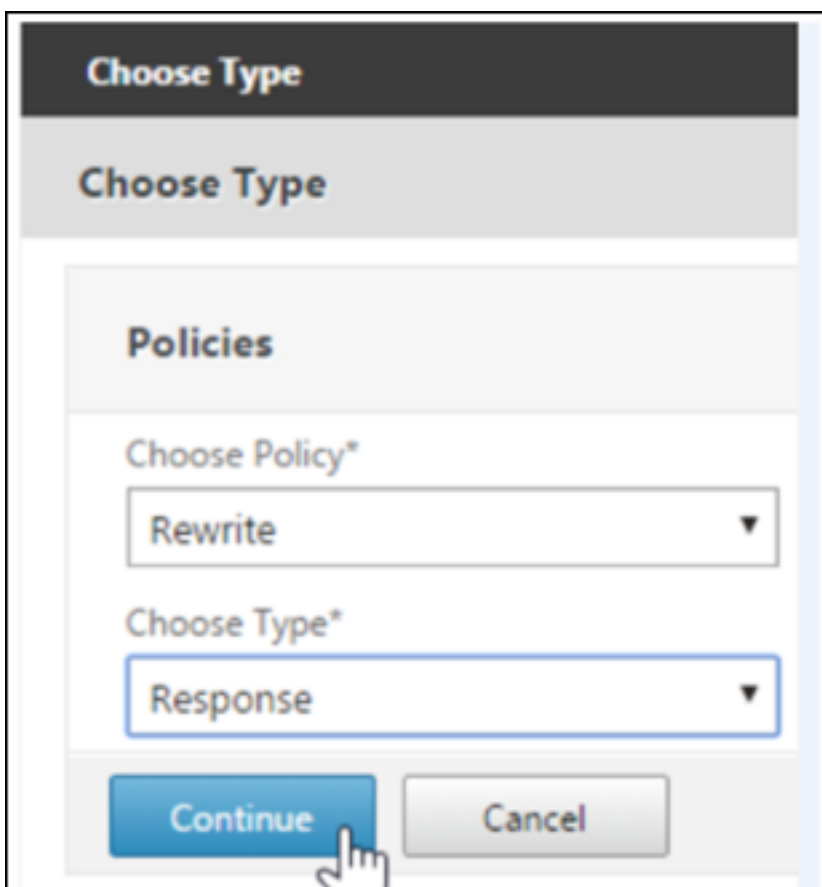 Choose Type
Choose Type
Policies
Choose Policy*
Rewrite
Choose Type*
Response
Continue
Cancel